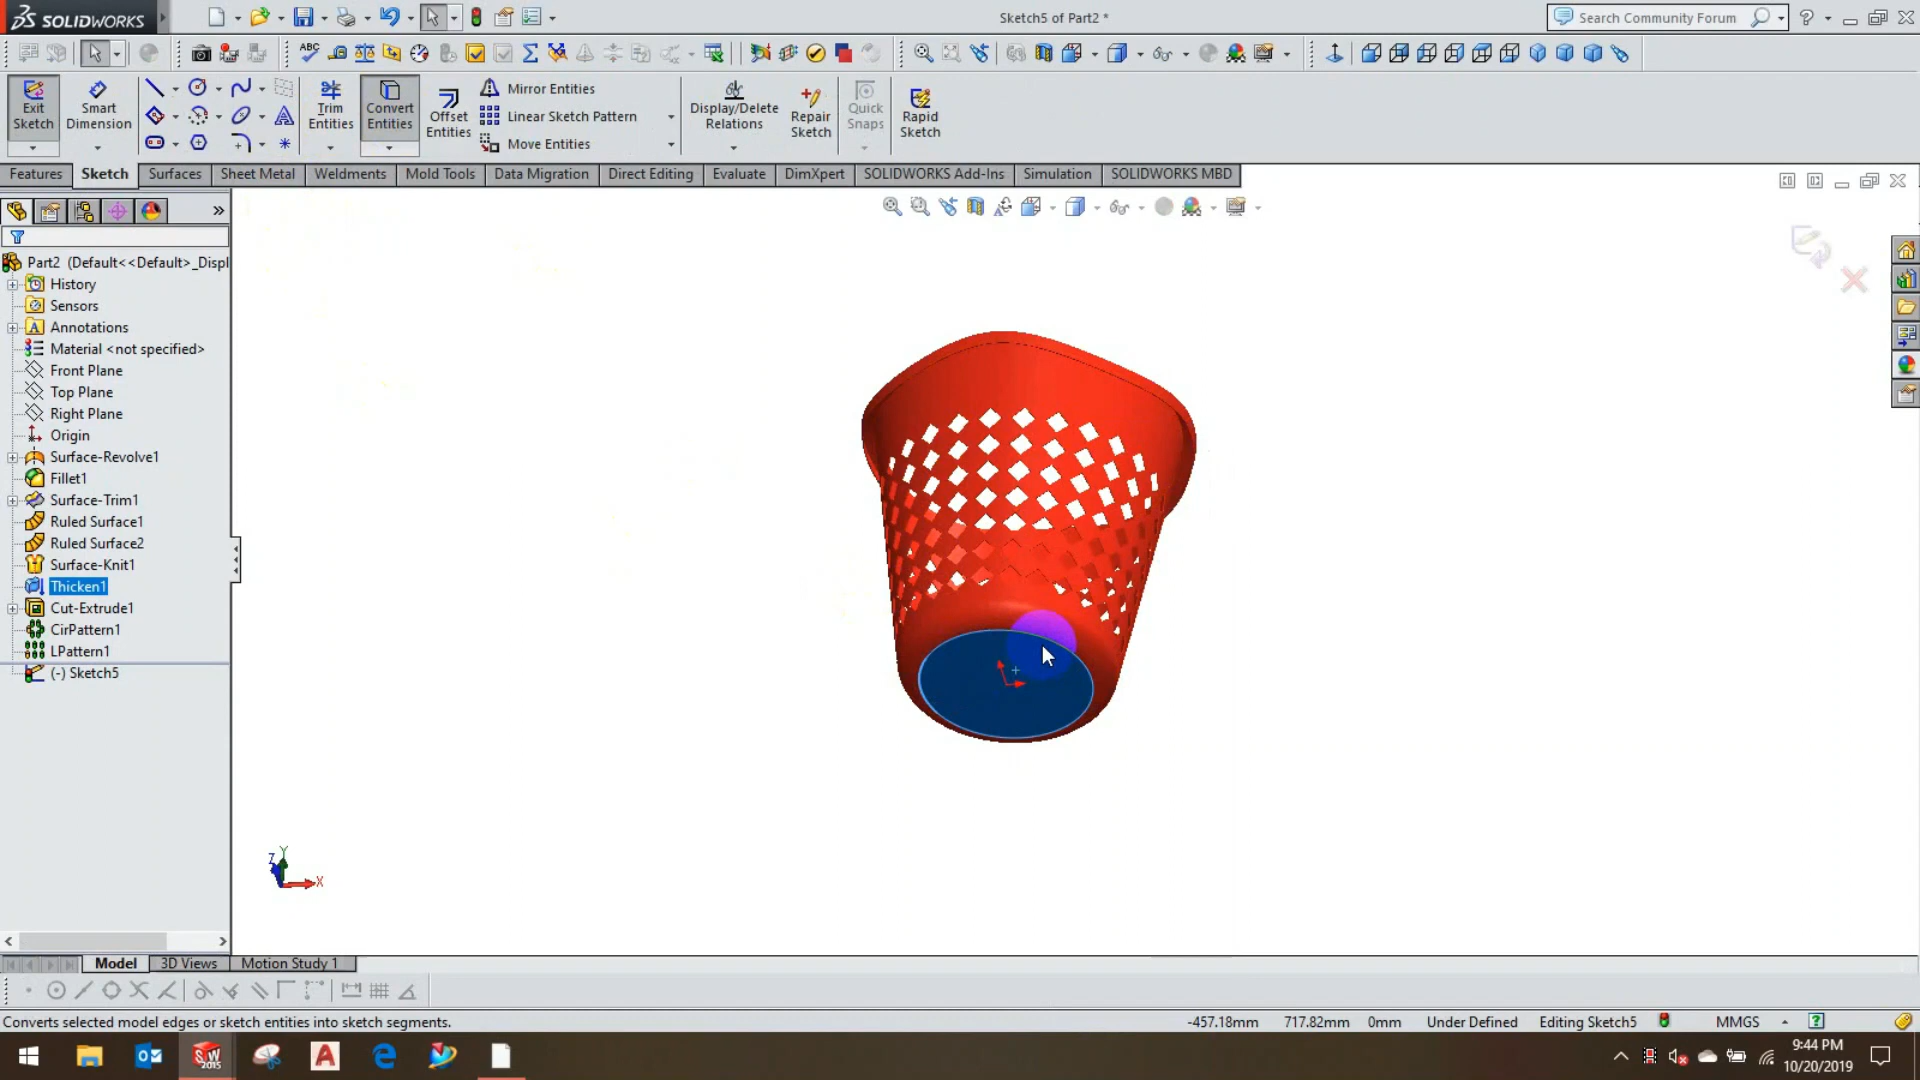 SOLIDWORKS
Sketch5 of Part2 *
Search Community Forum
?
ABC
Exit Sketch
Smart Dimension
Trim Entities
Convert Entities
Offset Entities
Mirror Entities
Linear Sketch Pattern
Move Entities
Display/Delete Relations
Repair Sketch
Quick Snaps
Rapid Sketch
Features
Sketch
Surfaces
Sheet Metal
Weldments
Mold Tools
Data Migration
Direct Editing
Evaluate
DimXpert
SOLIDWORKS Add-Ins
Simulation
SOLIDWORKS MBD
Part2 (Default<<Default>_Displ
History
Sensors
Annotations
Material <not specified>
Front Plane
Top Plane
Right Plane
Origin
Surface-Revolve1
Fillet1
Surface-Trim1
Ruled Surface1
Ruled Surface2
Surface-Knit1
Thicken1
Cut-Extrude1
CirPattern1
LPattern1
(-) Sketch5
Z Y X
Model
3D Views
Motion Study 1
Converts selected model edges or sketch entities into sketch segments.
-457.18mm
717.82mm
0mm
Under Defined
Editing Sketch5
MMGS
?
SW 2015
A
9:44 PM
10/20/2019